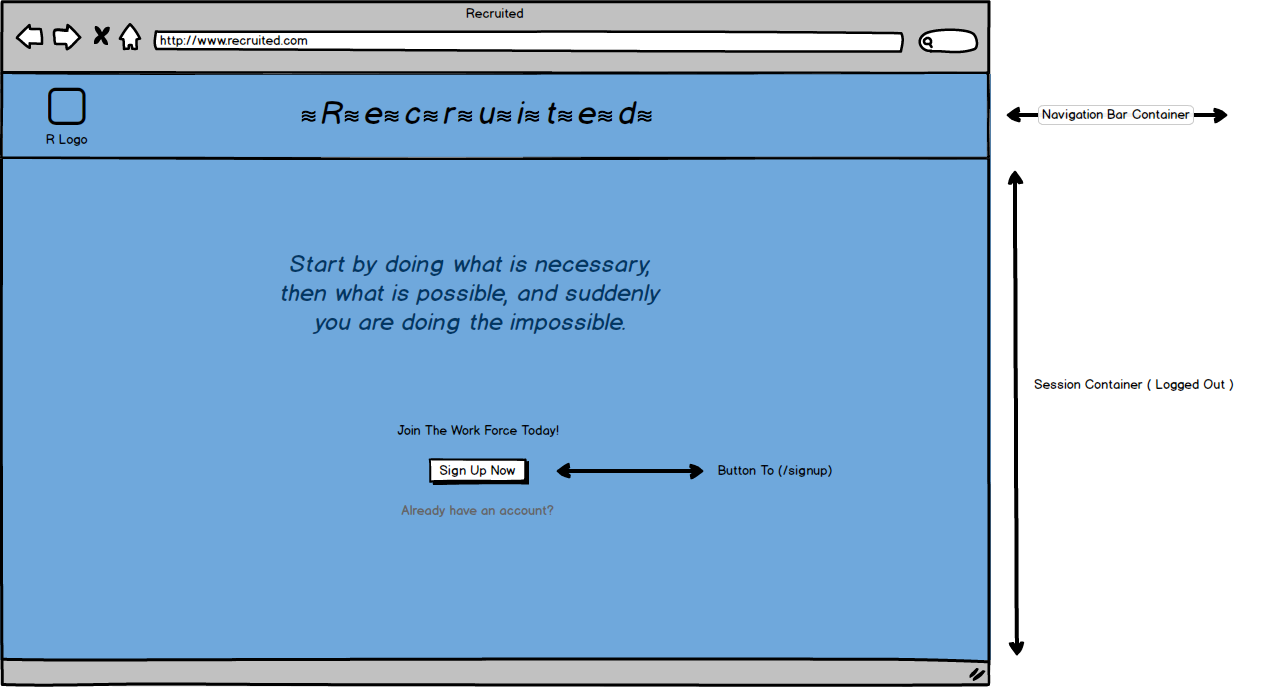 Recruited
http://www.recruited.com
R Logo
≈R≈e≈c≈r≈u≈i≈t≈e≈d≈
Navigation Bar Container
Start by doing what is necessary,
then what is possible, and suddenly
you are doing the impossible.
Session Container ( Logged Out )
Join The Work Force Today!
Sign Up Now
Button To (/signup)
Already have an account?